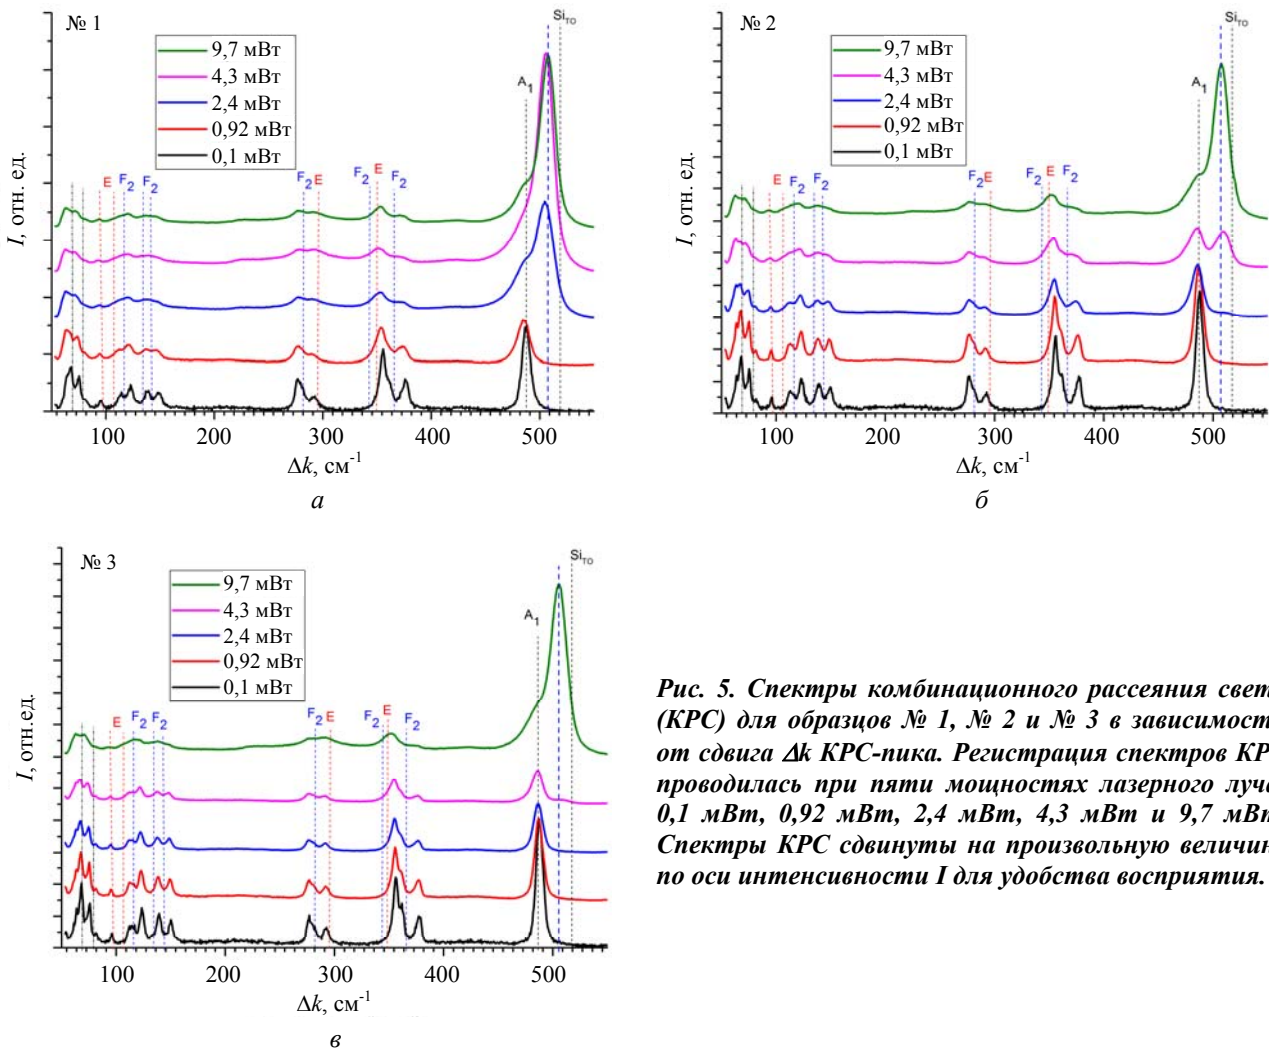 № 1
9,7 мВт
4,3 мВт
2,4 мВт
0,92 мВт
0,1 мВт
A1
SiTO
E F2 F2
F2 E
F2 E F2
I, отн. ед.
100 200 300 400 500
Δk, см-1
а
№ 2
9,7 мВт
4,3 мВт
2,4 мВт
0,92 мВт
0,1 мВт
A1
SiTO
E F2 F2
F2 E
F2 E F2
I, отн. ед.
100 200 300 400 500
Δk, см-1
б
№ 3
9,7 мВт
4,3 мВт
2,4 мВт
0,92 мВт
0,1 мВт
A1
SiTO
E F2 F2
F2 E
F2 E F2
I, отн.ед.
100 200 300 400 500
Δk, см-1
в
Рис. 5. Спектры комбинационного рассеяния свет
(КРС) для образцов № 1, № 2 и № 3 в зависимост
от сдвига Δk КРС-пика. Регистрация спектров КР
проводилась при пяти мощностях лазерного луча
0,1 мВт, 0,92 мВт, 2,4 мВт, 4,3 мВт и 9,7 мВт
Спектры КРС сдвинуты на произвольную величин
по оси интенсивности I для удобства восприятия.